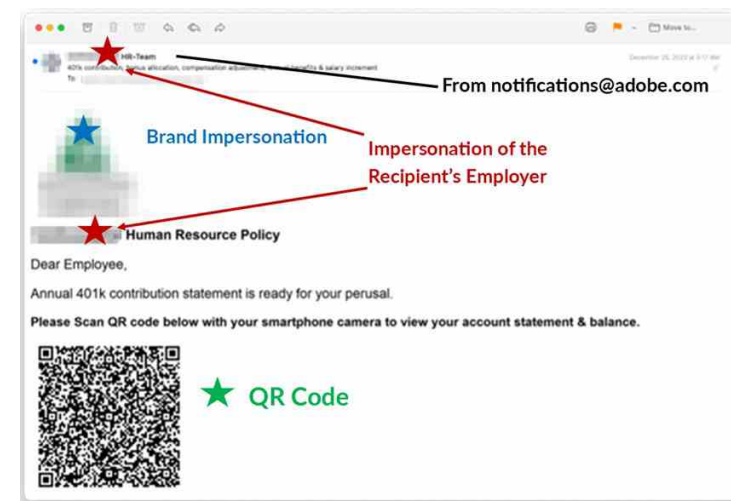 Move to...
HR-Team
401k contribution, bonus allocation, compensation adjustment, annual benefits & salary increment
To:
From notifications@adobe.com
Brand Impersonation
Impersonation of the
Recipient's Employer
Human Resource Policy
Dear Employee,
Annual 401k contribution statement is ready for your perusal.
Please Scan QR code below with your smartphone camera to view your account statement & balance.
QR Code